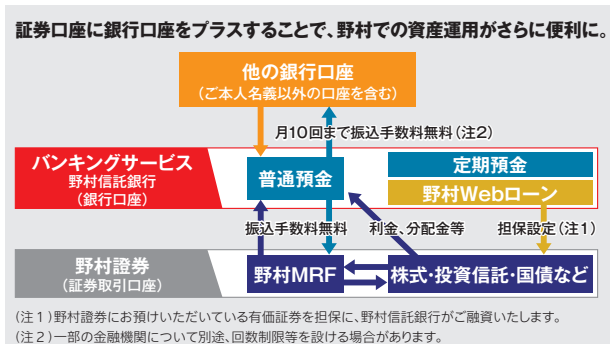 証券口座に銀行口座をプラスすることで、野村での資産運用がさらに便利に。
他の銀行口座
（ご本人名義以外の口座を含む）
月10回まで振込手数料無料（注2）
バンキングサービス
野村信託銀行
（銀行口座）
普通預金
定期預金
野村Webローン
振込手数料無料
利金、分配金等
担保設定（注1）
野村證券
（証券取引口座）
野村MRF
株式・投資信託・国債など
（注1）野村證券にお預けいただいている有価証券を担保に、野村信託銀行がご融資いたします。
（注2）一部の金融機関について別途、回数制限等を設ける場合があります。